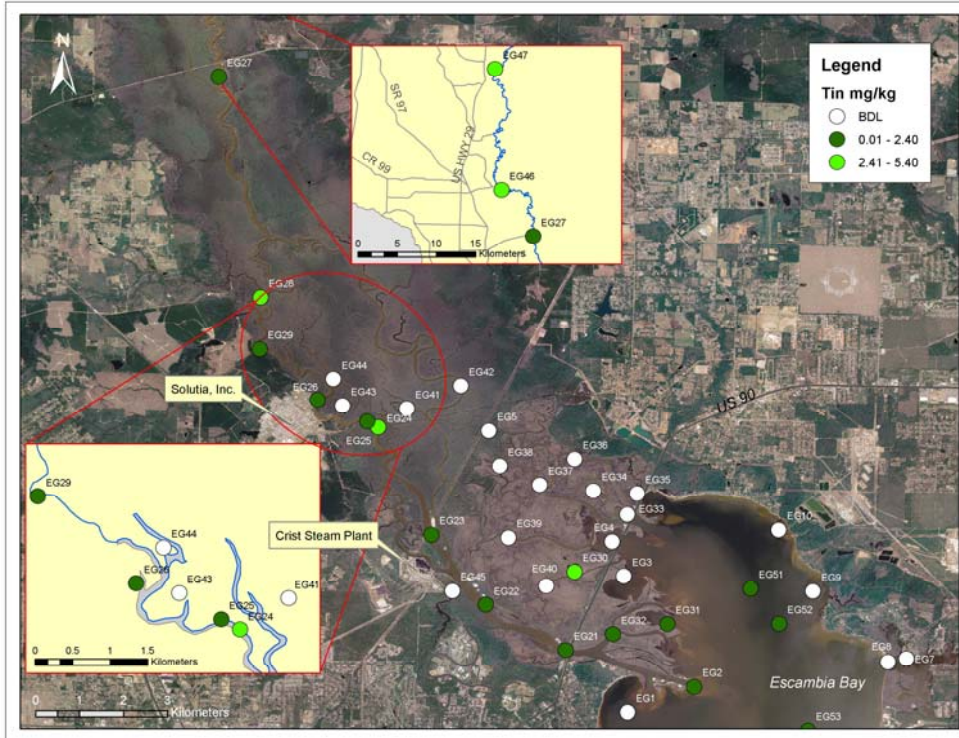 N
EG27
EG47
SR 97
US HWY 29
CR 99
EG46
EG27
0 5 10 15
Kilometers
Legend
Tin mg/kg
BDL
0.01 - 2.40
2.41 - 5.40
EG28
EG29
EG44
EG42
EG26
EG43
EG41
Solutia, Inc.
EG24
EG25
US 90
EG5
EG38
EG36
EG37
EG34
EG35
EG33
EG10
EG23
EG39
EG4
Crist Steam Plant
EG30
EG3
EG40
EG45
EG51
EG9
EG22
EG31
EG52
EG32
EG21
EG8
EG7
EG2
Escambia Bay
EG1
EG53
EG29
EG44
EG26
EG43
EG41
EG25
EG24
0 0.5 1 1.5
Kilometers
0 1 2 3
Kilometers